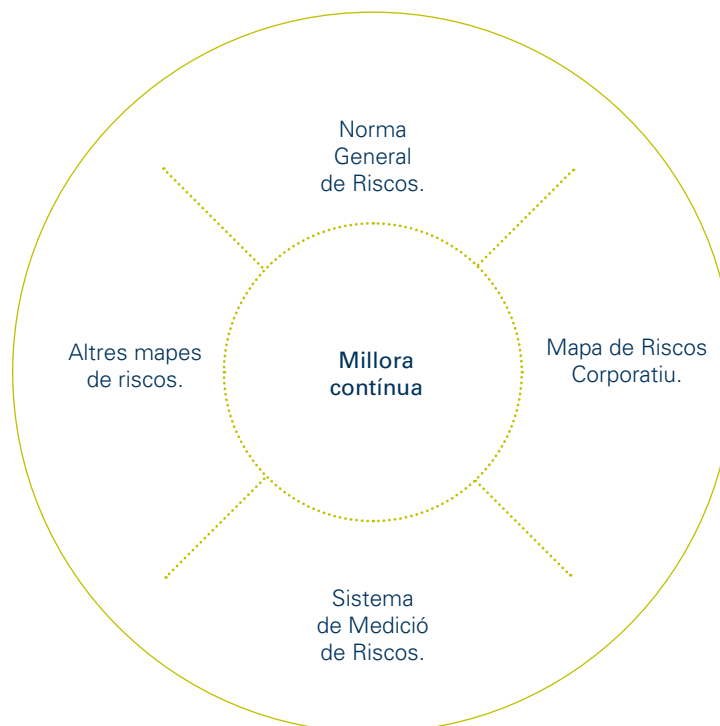 Norma
General
de Riscos.
Altres mapes
de riscos.
Millora
contínua
Mapa de Riscos
Corporatiu.
Sistema
de Medició
de Riscos.